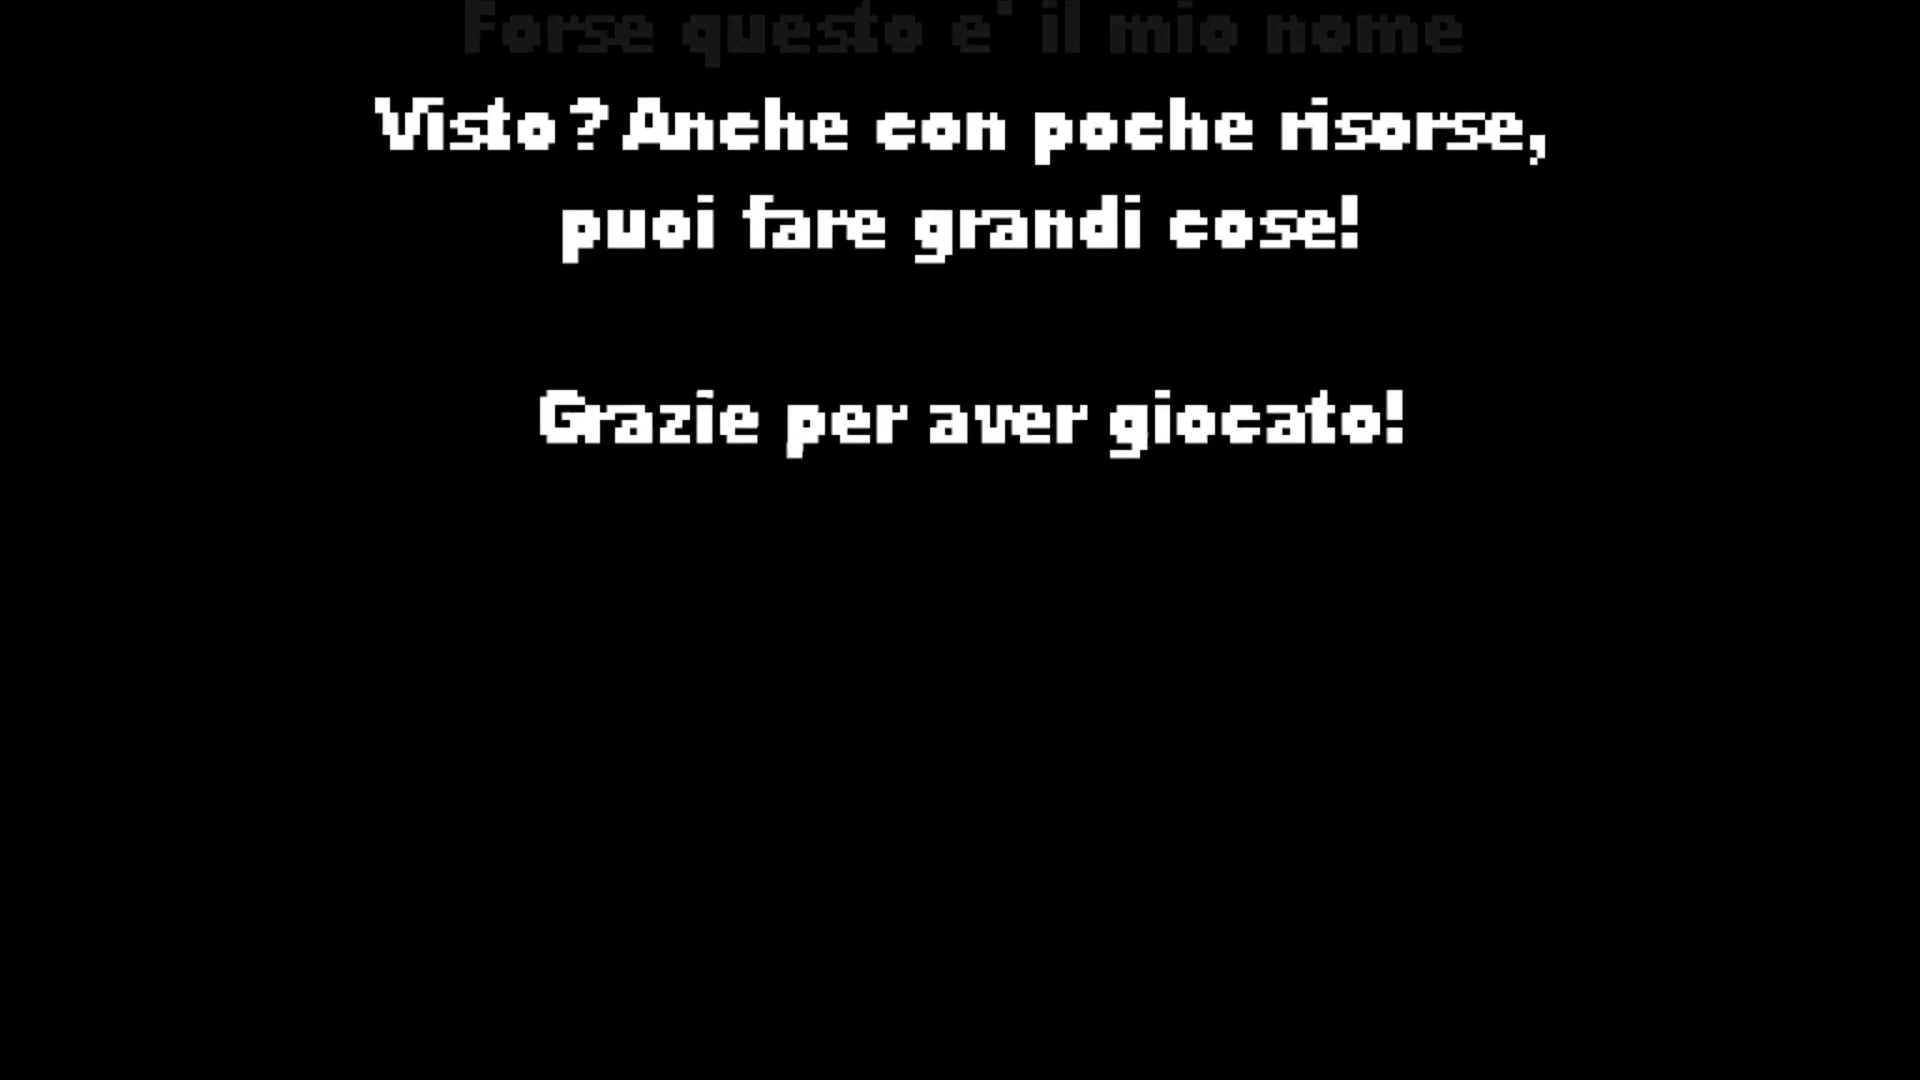 Forse questo e' il mio nome
Visto? Anche con poche risorse,
puoi fare grandi cose!
Grazie per aver giocato!